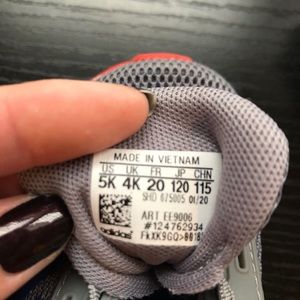 MADE IN VIETNAM
US UK FR JP CHN
5K 4K 20 120 115
SHO 675005 01/20
ART EE9006
#124762934
adidas